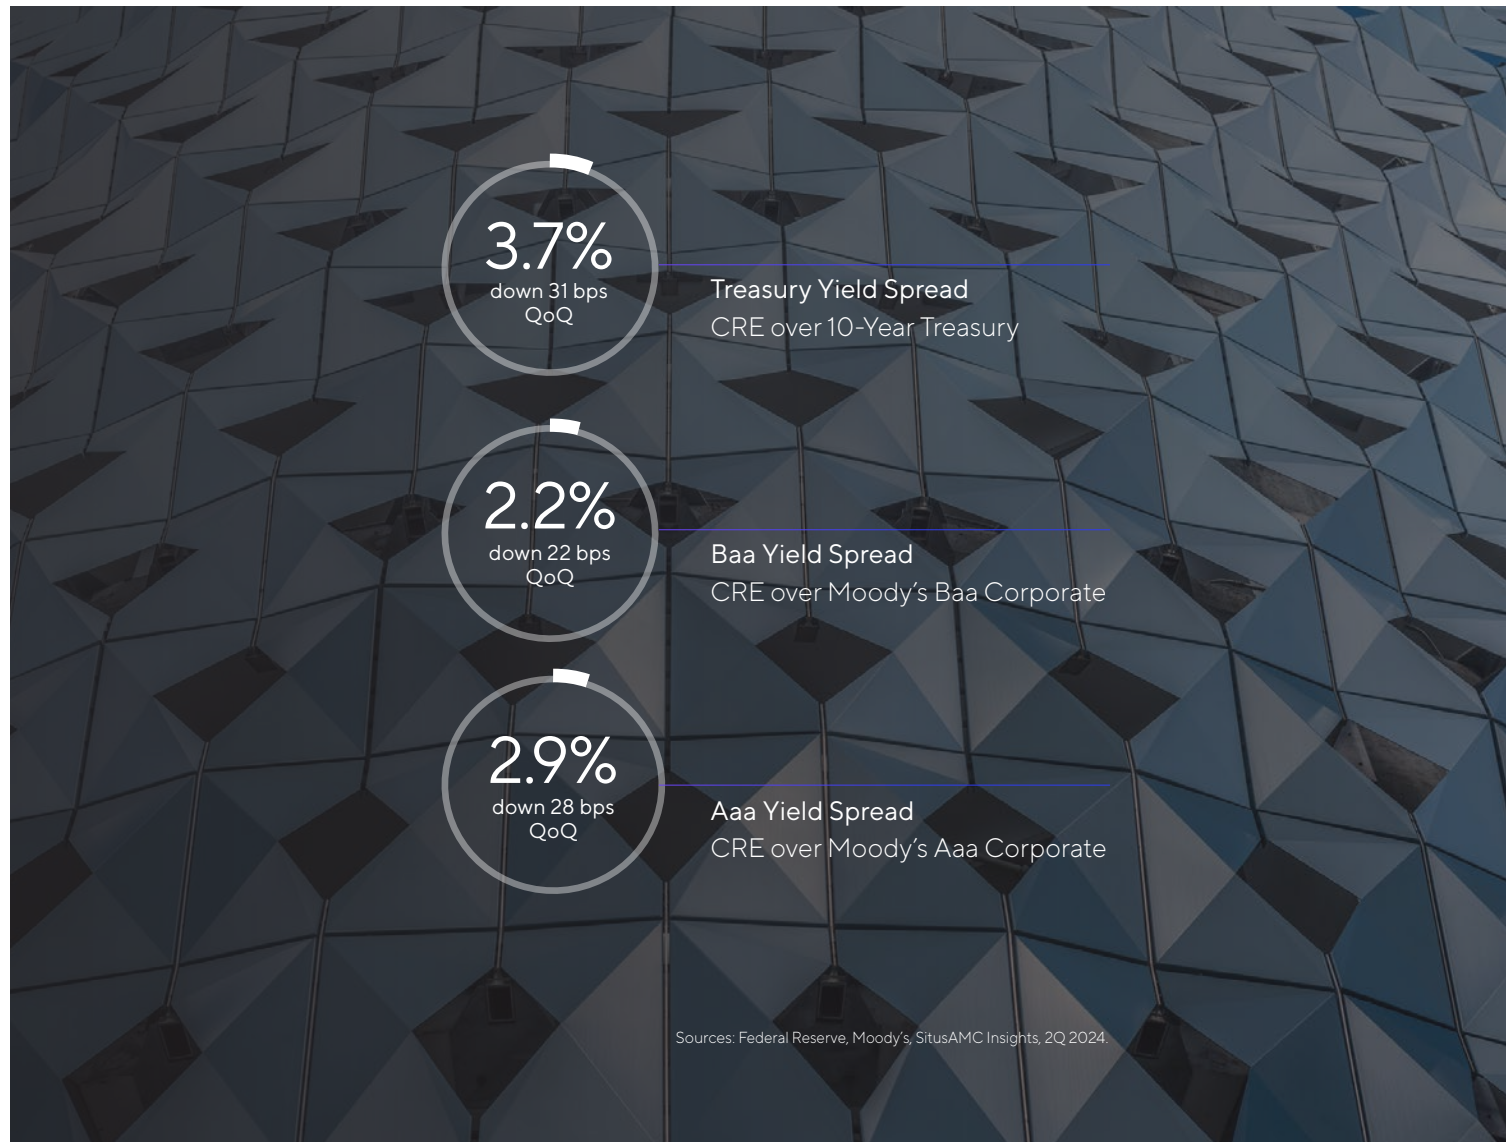 3.7%
down 31 bps
QoQ
Treasury Yield Spread
CRE over 10-Year Treasury
2.2%
down 22 bps
QoQ
Baa Yield Spread
CRE over Moody’s Baa Corporate
2.9%
down 28 bps
QoQ
Aaa Yield Spread
CRE over Moody’s Aaa Corporate
Sources: Federal Reserve, Moody’s, SitusAMC Insights, 2Q 2024.